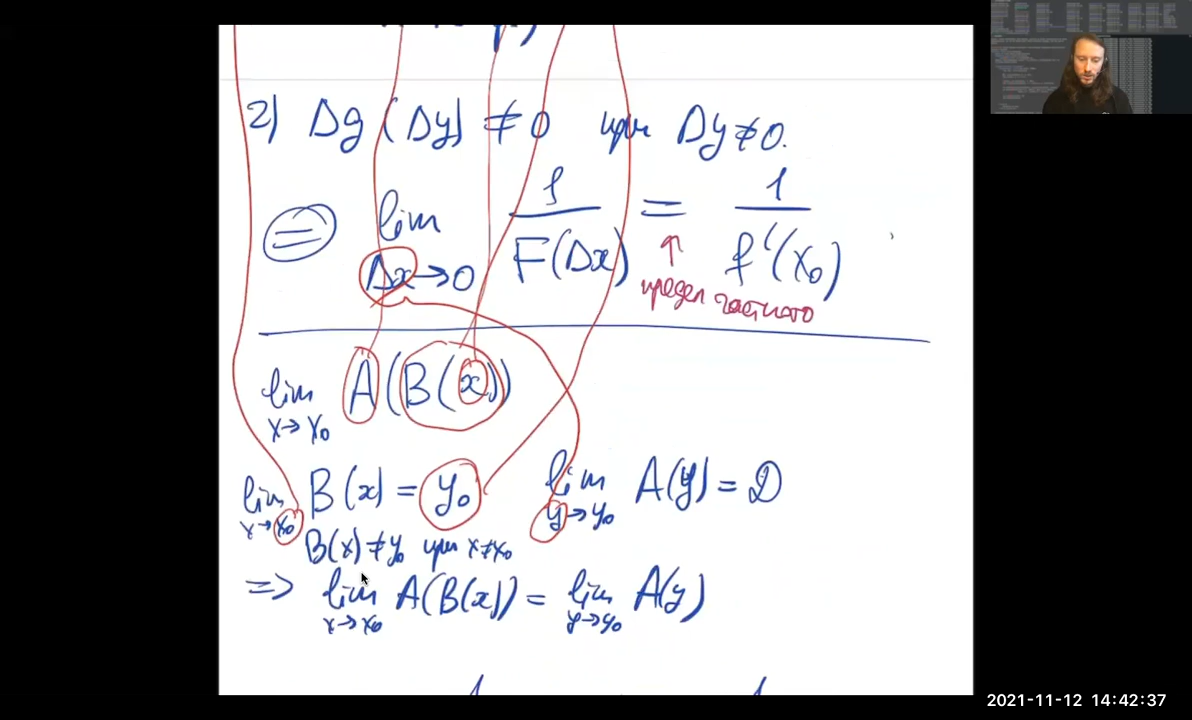 2) Δg(Δy) ≠ 0 при Δy ≠ 0.
= lim Δx→0 1/F(Δx) = 1/f'(x₀)
↑ предел частного
lim x→x₀ A(B(x))
lim x→x₀ B(x) = y₀ lim y→y₀ A(y) = D
B(x) ≠ y₀ при x≠x₀
=> lim x→x₀ A(B(x)) = lim y→y₀ A(y)
2021-11-12 14:42:37